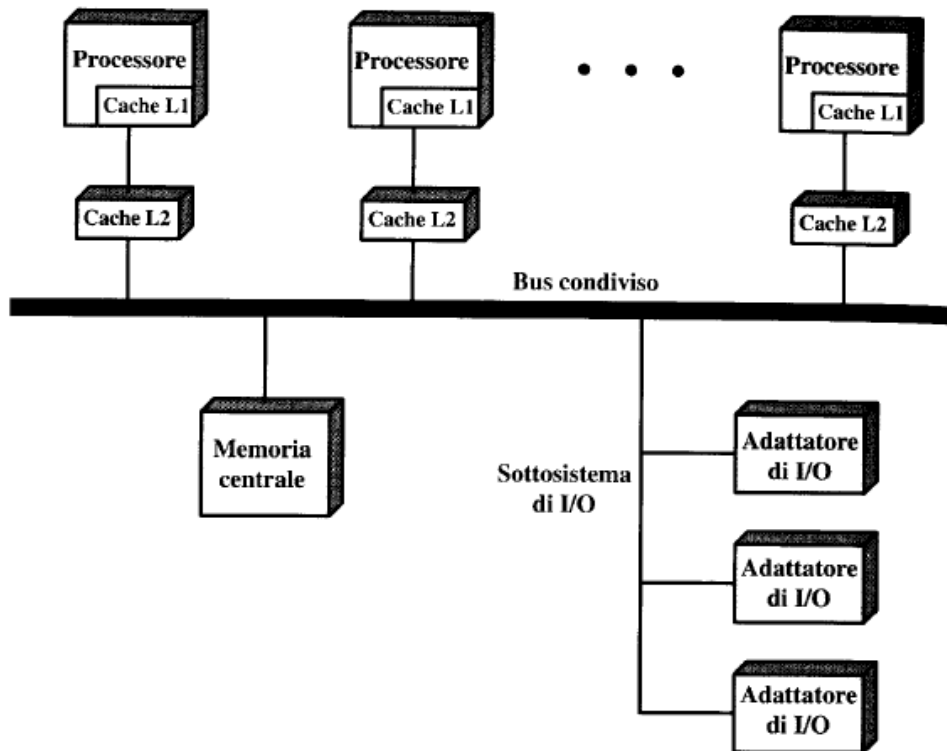 Processore
Cache L1
Processore
Cache L1
Processore
Cache L1
Cache L2
Cache L2
Cache L2
Bus condiviso
Memoria
centrale
Sottosistema
di I/O
Adattatore
di I/O
Adattatore
di I/O
Adattatore
di I/O